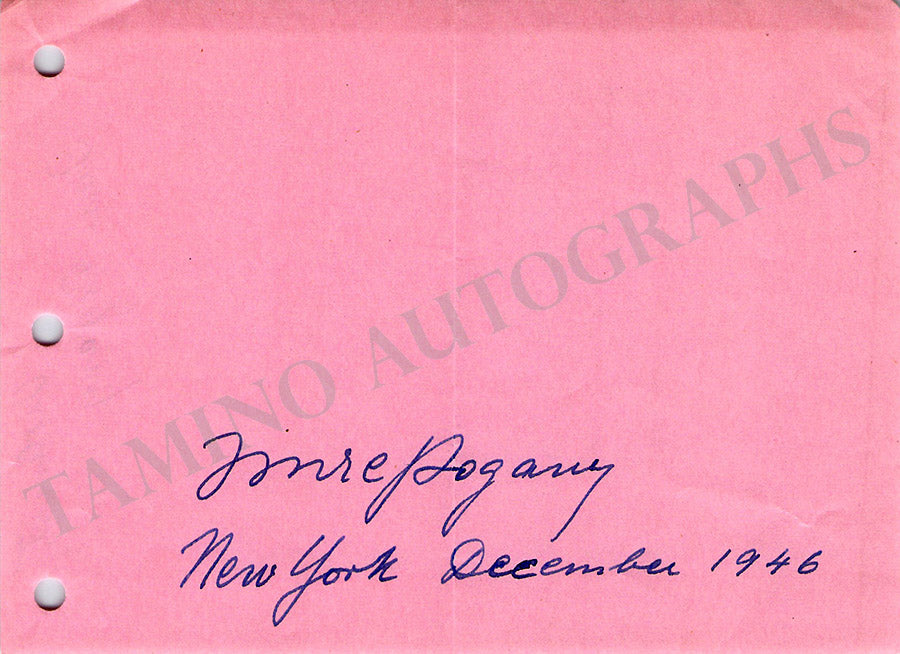 TAMINO AUTOGRAPHS
Imre Pogany
New York December 1946